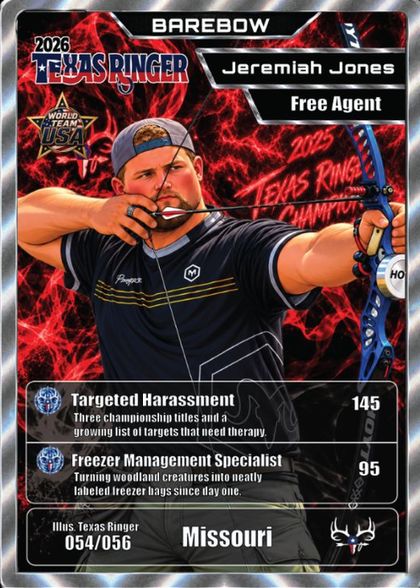 BAREBOW
2026
TEXAS RINGER
Jeremiah Jones
Free Agent
WORLD
TEAM
USA
2025
TEXAS RINGER
CHAMPION
HO
Targeted Harassment 145
Three championship titles and a
growing list of targets that need therapy.
Freezer Management Specialist 95
Turning woodland creatures into neatly
labeled freezer bags since day one.
Illus. Texas Ringer
054/056
Missouri